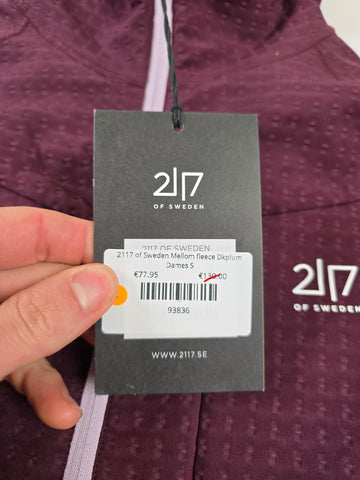 2117
OF SWEDEN
2117 OF SWEDEN
2117 of Sweden Mellom fleece Dkplum
Dames S
€77.95 €139.00
93836
WWW.2117.SE
2117
OF SWEDEN